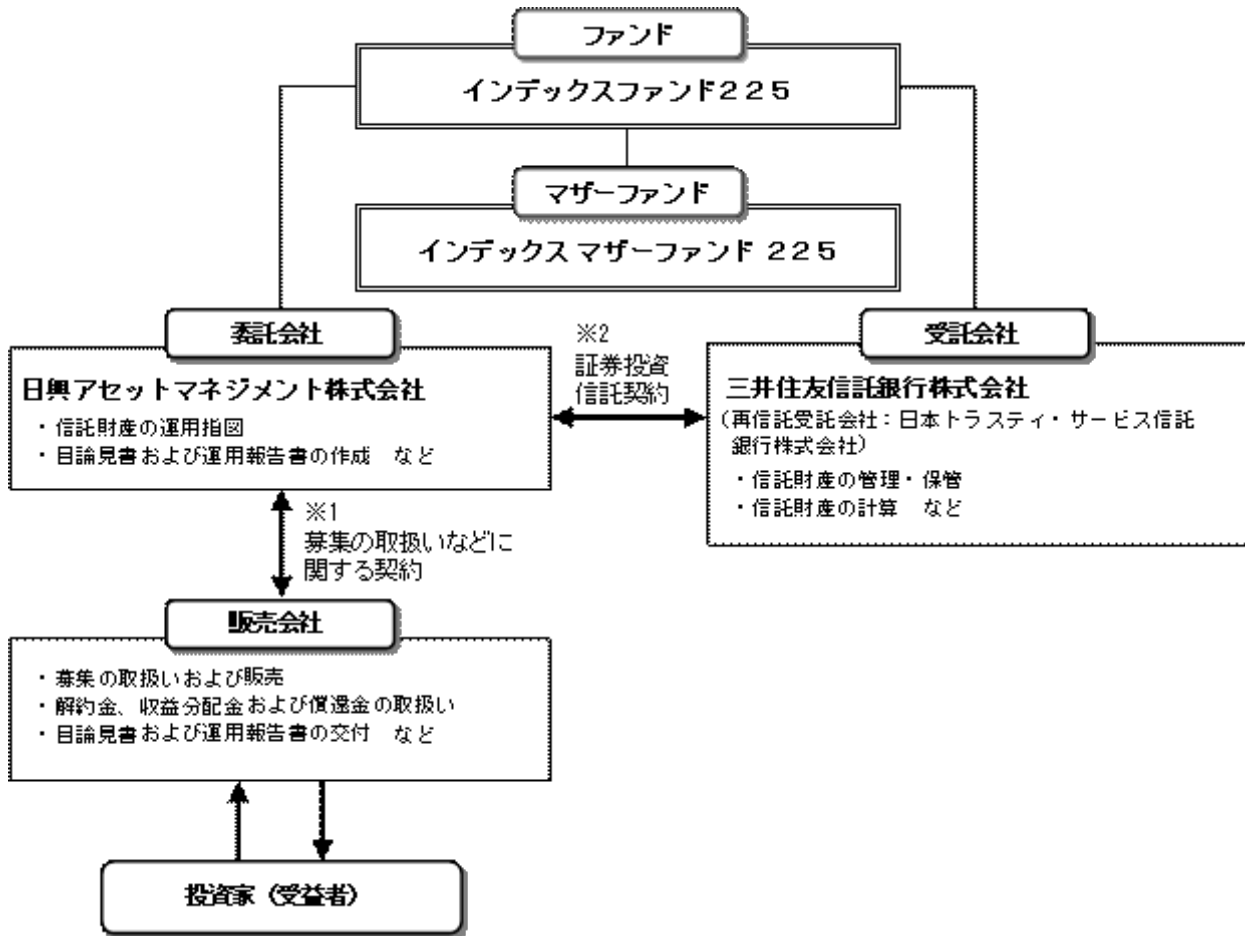 ファンド
インデックスファンド225
マザーファンド
インデックス マザーファンド 225
委託会社
日興アセットマネジメント株式会社
・信託財産の運用指図
・目論見書および運用報告書の作成 など
※2
証券投資
信託契約
受託会社
三井住友信託銀行株式会社
(再信託受託会社:日本トラスティ・サービス信託
銀行株式会社)
・信託財産の管理・保管
・信託財産の計算 など
※1
募集の取扱いなどに
関する契約
販売会社
・募集の取扱いおよび販売
・解約金、収益分配金および償還金の取扱い
・目論見書および運用報告書の交付 など
投資家(受益者)